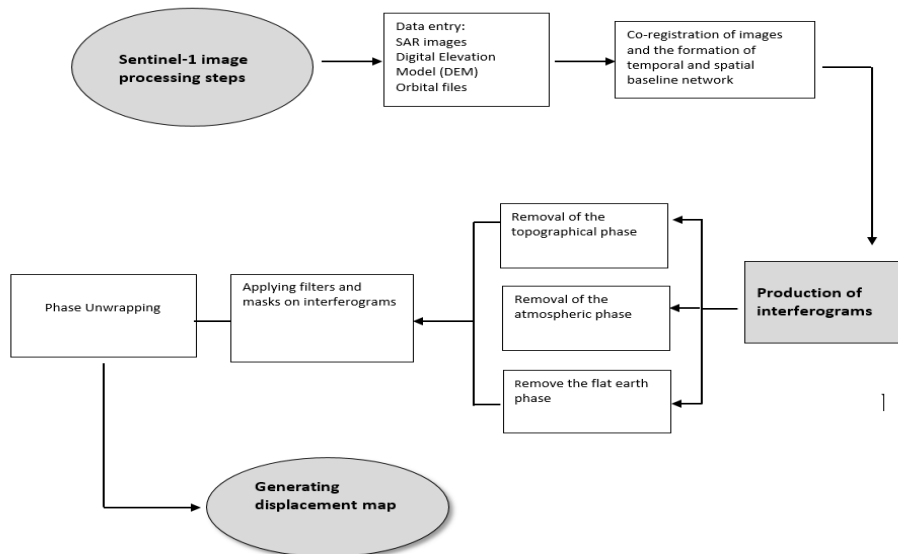 Sentinel-1 image
processing steps
Data entry:
SAR images
Digital Elevation
Model (DEM)
Orbital files
Co-registration of images
and the formation of
temporal and spatial
baseline network
Production of
interferograms
Removal of the
topographical phase
Removal of the
atmospheric phase
Remove the flat earth
phase
Applying filters and
masks on interferograms
Phase Unwrapping
Generating
displacement map
1